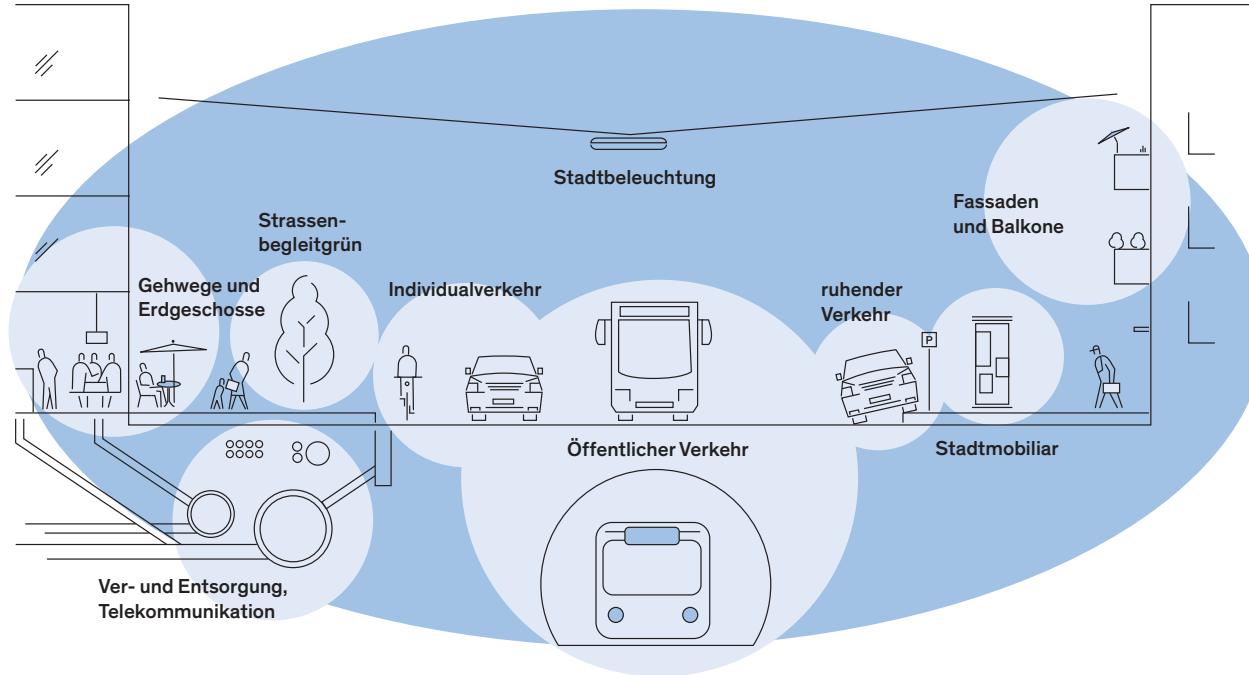 Stadtbeleuchtung
Strassen-
begleitgrün
Fassaden
und Balkone
Gehwege und
Erdgeschosse
Individualverkehr
ruhender
Verkehr
P
Öffentlicher Verkehr
Stadtmobiliar
Ver- und Entsorgung,
Telekommunikation